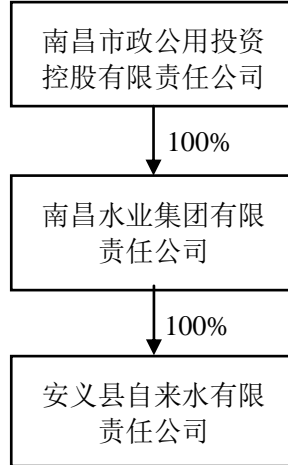 南昌市政公用投资
控股有限责任公司
100%
南昌水业集团有限
责任公司
100%
安义县自来水有限
责任公司